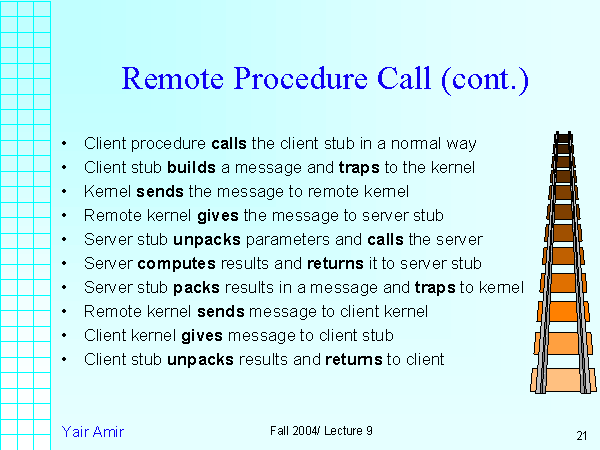 Remote Procedure Call (cont.)
• Client procedure calls the client stub in a normal way
• Client stub builds a message and traps to the kernel
• Kernel sends the message to remote kernel
• Remote kernel gives the message to server stub
• Server stub unpacks parameters and calls the server
• Server computes results and returns it to server stub
• Server stub packs results in a message and traps to kernel
• Remote kernel sends message to client kernel
• Client kernel gives message to client stub
• Client stub unpacks results and returns to client
Yair Amir
Fall 2004/ Lecture 9
21